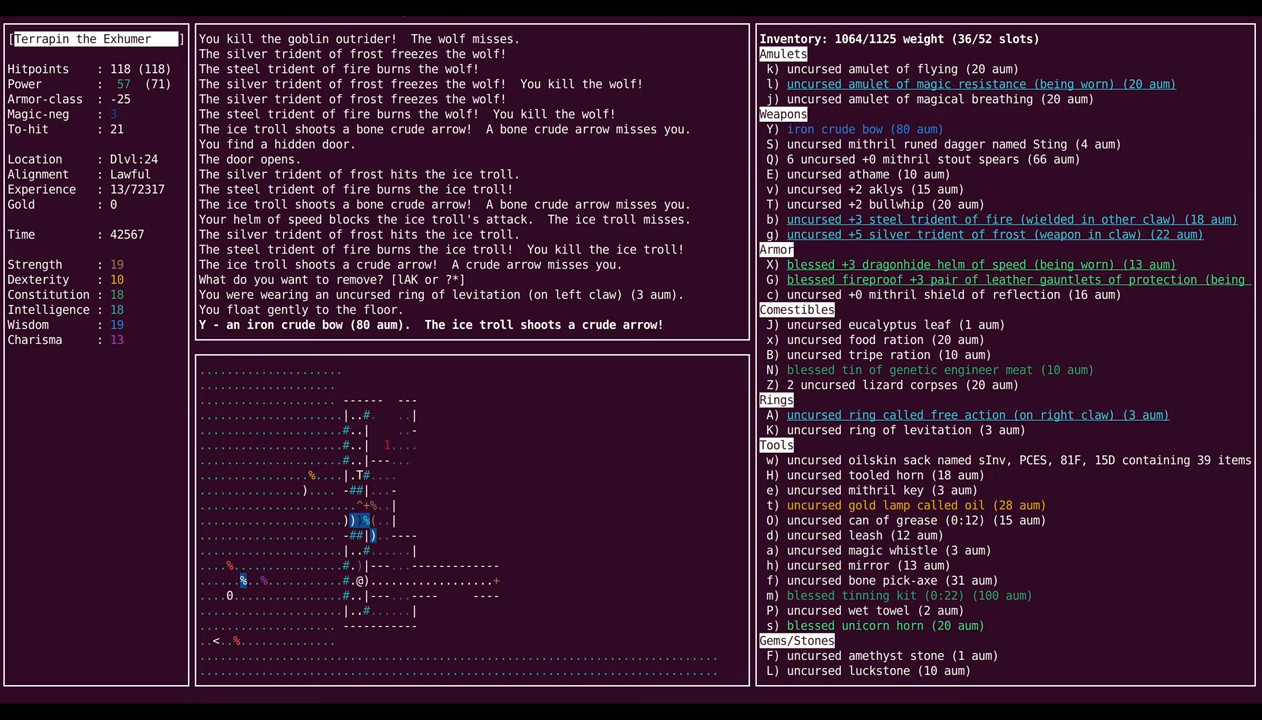 [Terrapin the Exhumer ]
Hitpoints : 118 (118)
Power : 57 (71)
Armor-class : -25
Magic-neg : 3
To-hit : 21
Location : Dlvl:24
Alignment : Lawful
Experience : 13/72317
Gold : 0
Time : 42567
Strength : 19
Dexterity : 10
Constitution : 18
Intelligence : 18
Wisdom : 19
Charisma : 13
You kill the goblin outrider! The wolf misses.
The silver trident of frost freezes the wolf!
The steel trident of fire burns the wolf!
The silver trident of frost freezes the wolf! You kill the wolf!
The silver trident of frost freezes the wolf!
The steel trident of fire burns the wolf! You kill the wolf!
The ice troll shoots a bone crude arrow! A bone crude arrow misses you.
You find a hidden door.
The door opens.
The silver trident of frost hits the ice troll.
The steel trident of fire burns the ice troll!
The ice troll shoots a bone crude arrow! A bone crude arrow misses you.
Your helm of speed blocks the ice troll's attack. The ice troll misses.
The silver trident of frost hits the ice troll.
The steel trident of fire burns the ice troll! You kill the ice troll!
The ice troll shoots a crude arrow! A crude arrow misses you.
What do you want to remove? [lAK or ?*]
You were wearing an uncursed ring of levitation (on left claw) (3 aum).
You float gently to the floor.
Y - an iron crude bow (80 aum). The ice troll shoots a crude arrow!
Inventory: 1064/1125 weight (36/52 slots)
Amulets
k) uncursed amulet of flying (20 aum)
l) uncursed amulet of magic resistance (being worn) (20 aum)
j) uncursed amulet of magical breathing (20 aum)
Weapons
Y) iron crude bow (80 aum)
S) uncursed mithril runed dagger named Sting (4 aum)
Q) 6 uncursed +0 mithril stout spears (66 aum)
E) uncursed athame (10 aum)
v) uncursed +2 aklys (15 aum)
T) uncursed +2 bullwhip (20 aum)
b) uncursed +3 steel trident of fire (wielded in other claw) (18 aum)
g) uncursed +5 silver trident of frost (weapon in claw) (22 aum)
Armor
X) blessed +3 dragonhide helm of speed (being worn) (13 aum)
G) blessed fireproof +3 pair of leather gauntlets of protection (being
c) uncursed +0 mithril shield of reflection (16 aum)
Comestibles
J) uncursed eucalyptus leaf (1 aum)
x) uncursed food ration (20 aum)
B) uncursed tripe ration (10 aum)
N) blessed tin of genetic engineer meat (10 aum)
Z) 2 uncursed lizard corpses (20 aum)
Rings
A) uncursed ring called free action (on right claw) (3 aum)
K) uncursed ring of levitation (3 aum)
Tools
w) uncursed oilskin sack named sInv, PCES, 81F, 15D containing 39 items
H) uncursed tooled horn (18 aum)
e) uncursed mithril key (3 aum)
t) uncursed gold lamp called oil (28 aum)
O) uncursed can of grease (0:12) (15 aum)
d) uncursed leash (12 aum)
a) uncursed magic whistle (3 aum)
h) uncursed mirror (13 aum)
f) uncursed bone pick-axe (31 aum)
m) blessed tinning kit (0:22) (100 aum)
P) uncursed wet towel (2 aum)
s) blessed unicorn horn (20 aum)
Gems/Stones
F) uncursed amethyst stone (1 aum)
L) uncursed luckstone (10 aum)